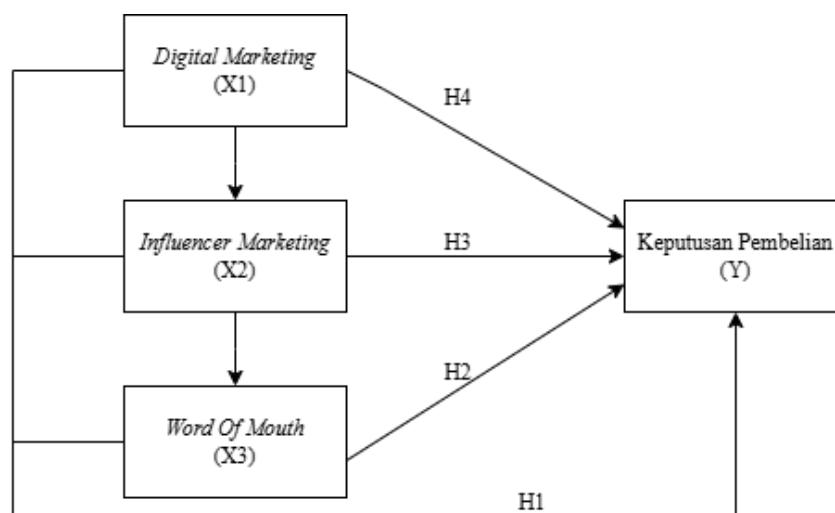 Digital Marketing
(X1)
H4
Influencer Marketing
(X2)
H3
Keputusan Pembelian
(Y)
H2
Word Of Mouth
(X3)
H1